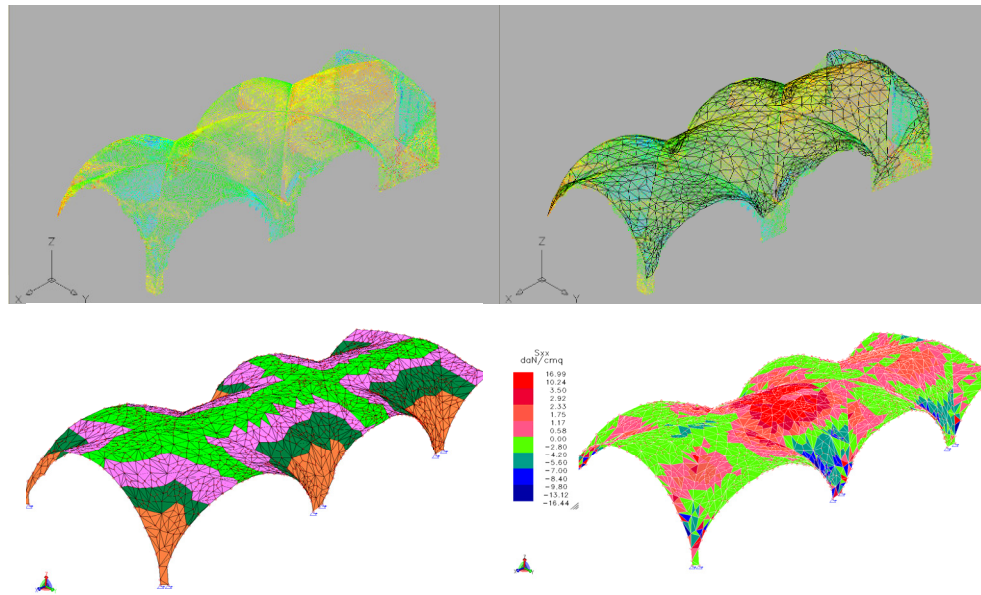 Z
X
Y
Z
X
Y
Sxx
daN/cmq
16.99
10.24
3.50
2.92
2.33
1.75
1.17
0.58
0.00
-2.80
-4.20
-5.60
-7.00
-8.40
-9.80
-13.12
-16.44